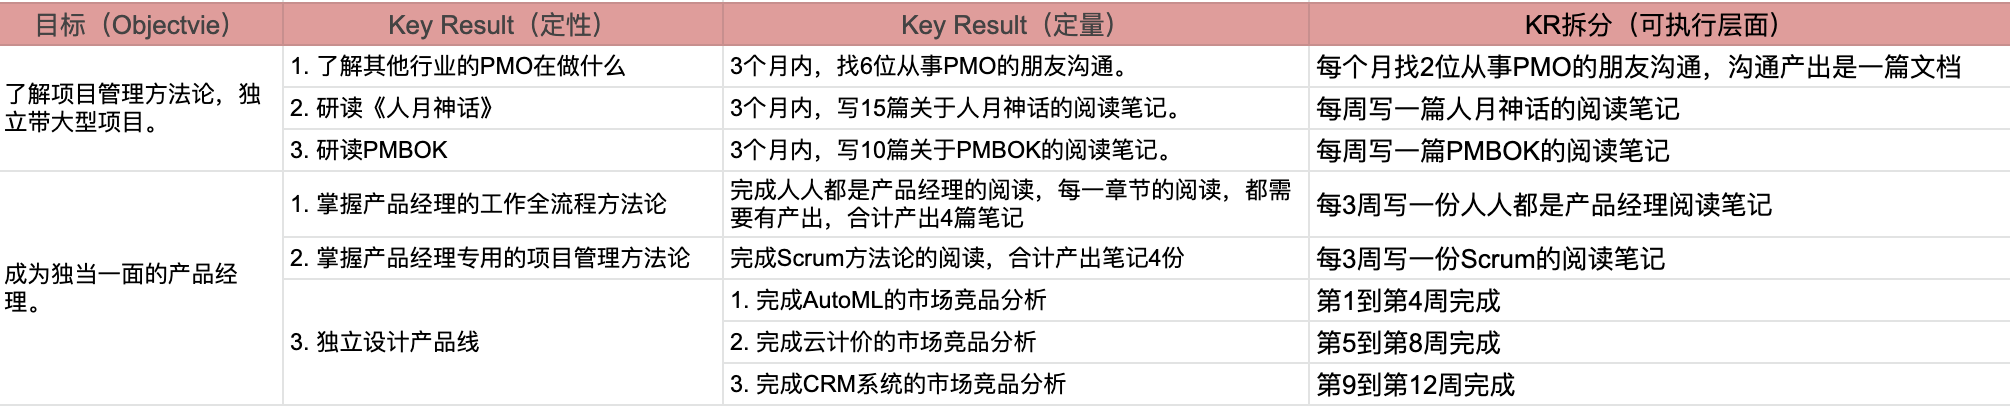 目标（Objectvie）
Key Result（定性）
Key Result（定量）
KR拆分（可执行层面）
了解项目管理方法论，独
立带大型项目。
1. 了解其他行业的PMO在做什么
3个月内，找6位从事PMO的朋友沟通。
每个月找2位从事PMO的朋友沟通，沟通产出是一篇文档
2. 研读《人月神话》
3个月内，写15篇关于人月神话的阅读笔记。
每周写一篇人月神话的阅读笔记
3. 研读PMBOK
3个月内，写10篇关于PMBOK的阅读笔记。
每周写一篇PMBOK的阅读笔记
成为独当一面的产品经
理。
1. 掌握产品经理的工作全流程方法论
完成人人都是产品经理的阅读，每一章节的阅读，都需
要有产出，合计产出4篇笔记
每3周写一份人人都是产品经理阅读笔记
2. 掌握产品经理专用的项目管理方法论
完成Scrum方法论的阅读，合计产出笔记4份
每3周写一份Scrum的阅读笔记
3. 独立设计产品线
1. 完成AutoML的市场竞品分析
第1到第4周完成
2. 完成云计价的市场竞品分析
第5到第8周完成
3. 完成CRM系统的市场竞品分析
第9到第12周完成